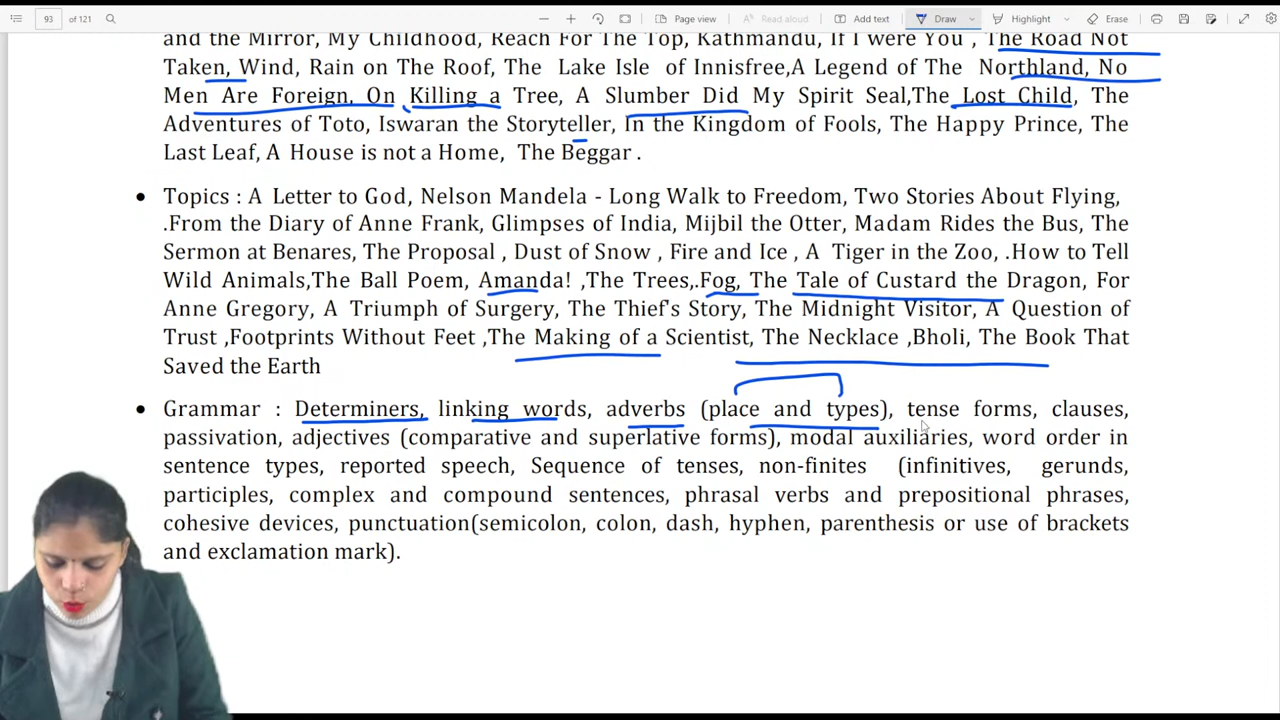 93 of 121 Page view Read aloud Add text Draw Highlight Erase
and the Mirror, My Childhood, Reach For The Top, Kathmandu, If I were You , The Road Not
Taken, Wind, Rain on The Roof, The Lake Isle of Innisfree,A Legend of The Northland, No
Men Are Foreign, On Killing a Tree, A Slumber Did My Spirit Seal,The Lost Child, The
Adventures of Toto, Iswaran the Storyteller, In the Kingdom of Fools, The Happy Prince, The
Last Leaf, A House is not a Home, The Beggar .
• Topics : A Letter to God, Nelson Mandela - Long Walk to Freedom, Two Stories About Flying,
.From the Diary of Anne Frank, Glimpses of India, Mijbil the Otter, Madam Rides the Bus, The
Sermon at Benares, The Proposal , Dust of Snow , Fire and Ice , A Tiger in the Zoo, .How to Tell
Wild Animals,The Ball Poem, Amanda! ,The Trees,.Fog, The Tale of Custard the Dragon, For
Anne Gregory, A Triumph of Surgery, The Thief's Story, The Midnight Visitor, A Question of
Trust ,Footprints Without Feet ,The Making of a Scientist, The Necklace ,Bholi, The Book That
Saved the Earth
• Grammar : Determiners, linking words, adverbs (place and types), tense forms, clauses,
passivation, adjectives (comparative and superlative forms), modal auxiliaries, word order in
sentence types, reported speech, Sequence of tenses, non-finites (infinitives, gerunds,
participles, complex and compound sentences, phrasal verbs and prepositional phrases,
cohesive devices, punctuation(semicolon, colon, dash, hyphen, parenthesis or use of brackets
and exclamation mark).